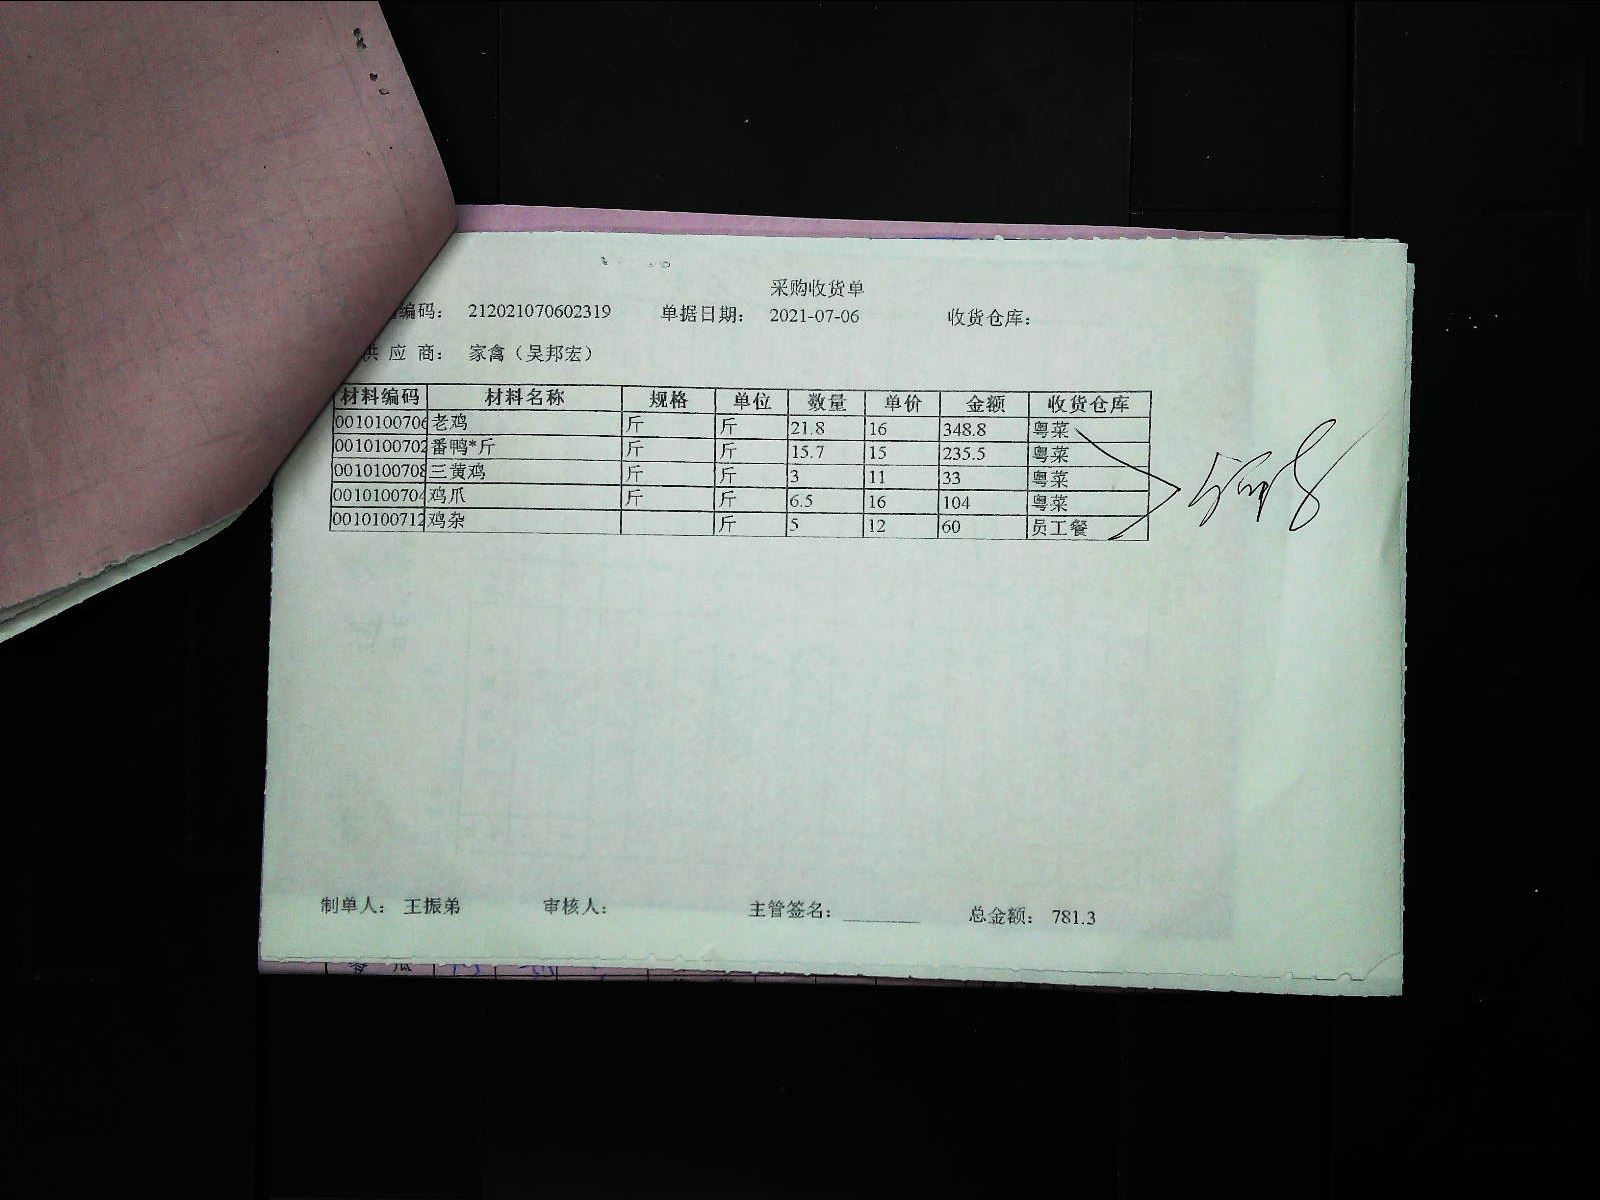 采购收货单
编码： 212021070602319 单据日期： 2021-07-06 收货仓库：
供 应 商： 家禽（吴邦宏）
材料编码 材料名称 规格 单位 数量 单价 金额 收货仓库
0010100706 老鸡 斤 斤 21.8 16 348.8 粤菜
0010100702 番鸭*斤 斤 斤 15.7 15 235.5 粤菜
0010100708 三黄鸡 斤 斤 3 11 33 粤菜
0010100704 鸡爪 斤 斤 6.5 16 104 粤菜
0010100712 鸡杂 斤 5 12 60 员工餐
制单人： 王振弟 审核人： 主管签名： 总金额： 781.3